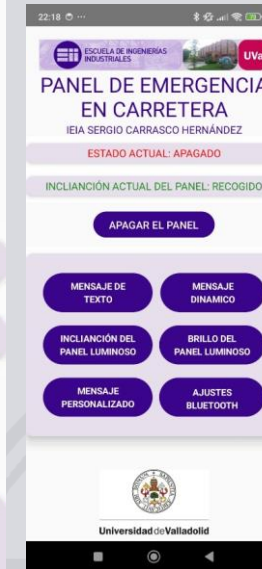 22:18
ESCUELA DE INGENIERÍAS
INDUSTRIALES
UVa
PANEL DE EMERGENCIA
EN CARRETERA
IEIA SERGIO CARRASCO HERNÁNDEZ
ESTADO ACTUAL: APAGADO
INCLIANCIÓN ACTUAL DEL PANEL: RECOGIDO
APAGAR EL PANEL
MENSAJE DE
TEXTO
MENSAJE
DINAMICO
INCLIANCIÓN DEL
PANEL LUMINOSO
BRILLO DEL
PANEL LUMINOSO
MENSAJE
PERSONALIZADO
AJUSTES
BLUETOOTH
Universidad de Valladolid